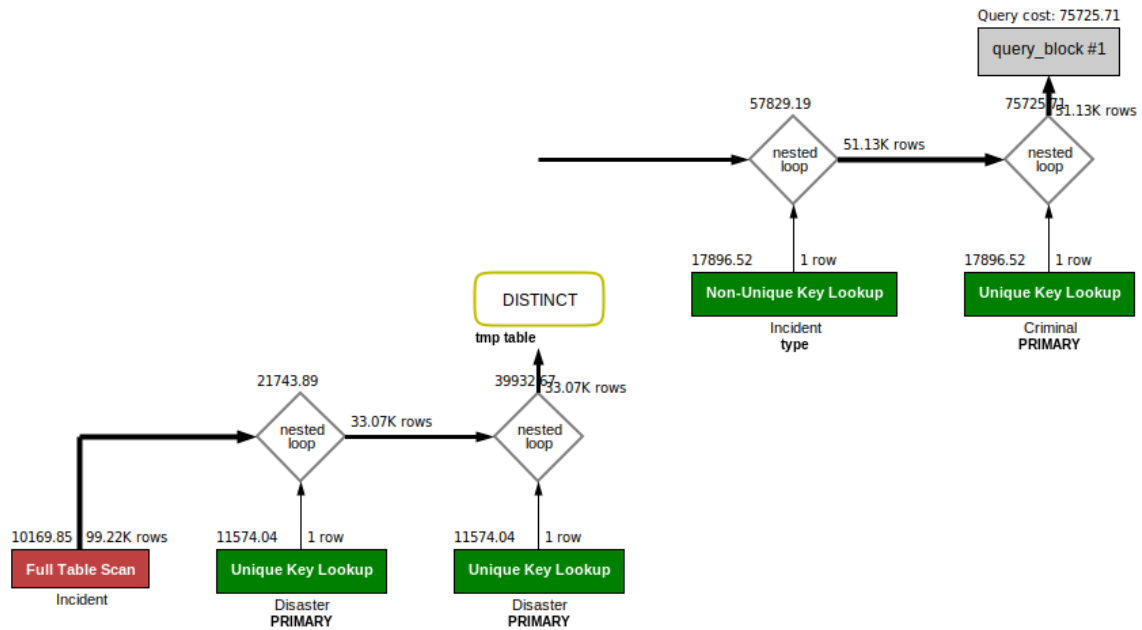 Query cost: 75725.71
query_block #1
57829.19
75725.71
51.13K rows
nested
loop
51.13K rows
nested
loop
17896.52
1 row
17896.52
1 row
Non-Unique Key Lookup
Unique Key Lookup
Incident
type
Criminal
PRIMARY
DISTINCT
tmp table
21743.89
39932.67
33.07K rows
nested
loop
33.07K rows
nested
loop
10169.85
99.22K rows
11574.04
1 row
11574.04
1 row
Full Table Scan
Unique Key Lookup
Unique Key Lookup
Incident
Disaster
PRIMARY
Disaster
PRIMARY